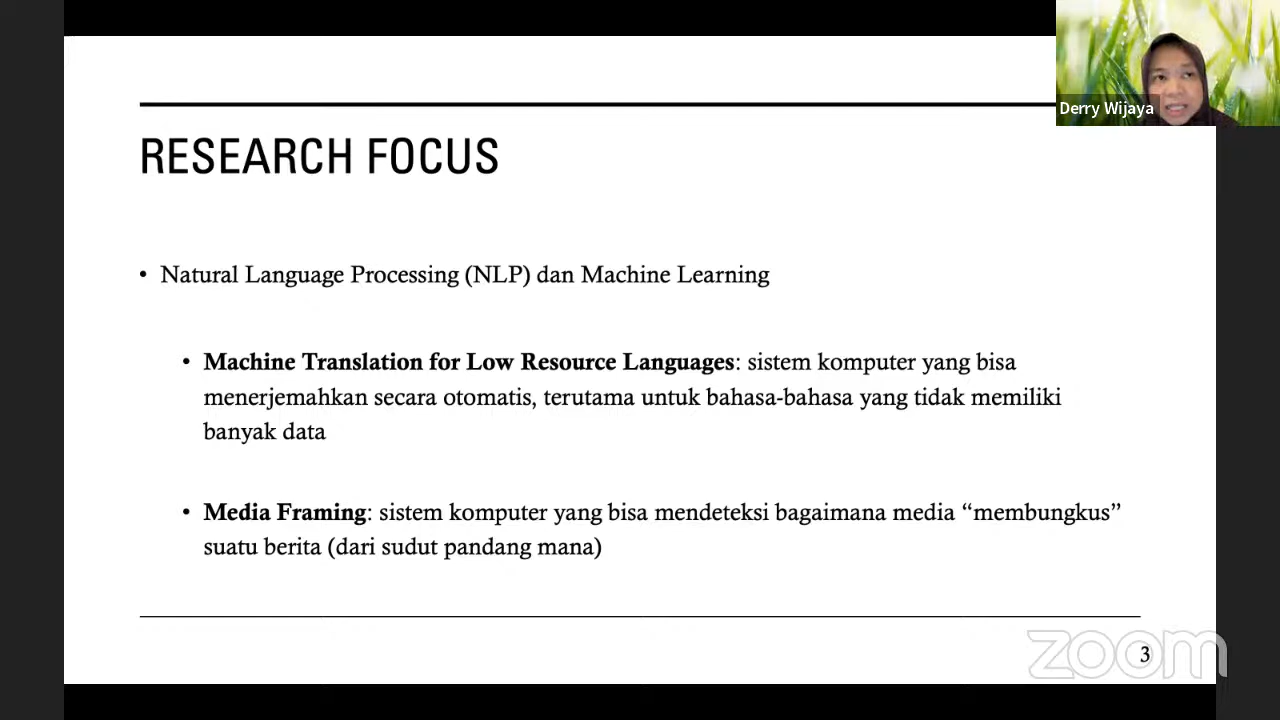 Derry Wijaya
RESEARCH FOCUS
• Natural Language Processing (NLP) dan Machine Learning
• Machine Translation for Low Resource Languages: sistem komputer yang bisa
menerjemahkan secara otomatis, terutama untuk bahasa-bahasa yang tidak memiliki
banyak data
• Media Framing: sistem komputer yang bisa mendeteksi bagaimana media “membungkus”
suatu berita (dari sudut pandang mana)
zoom
3